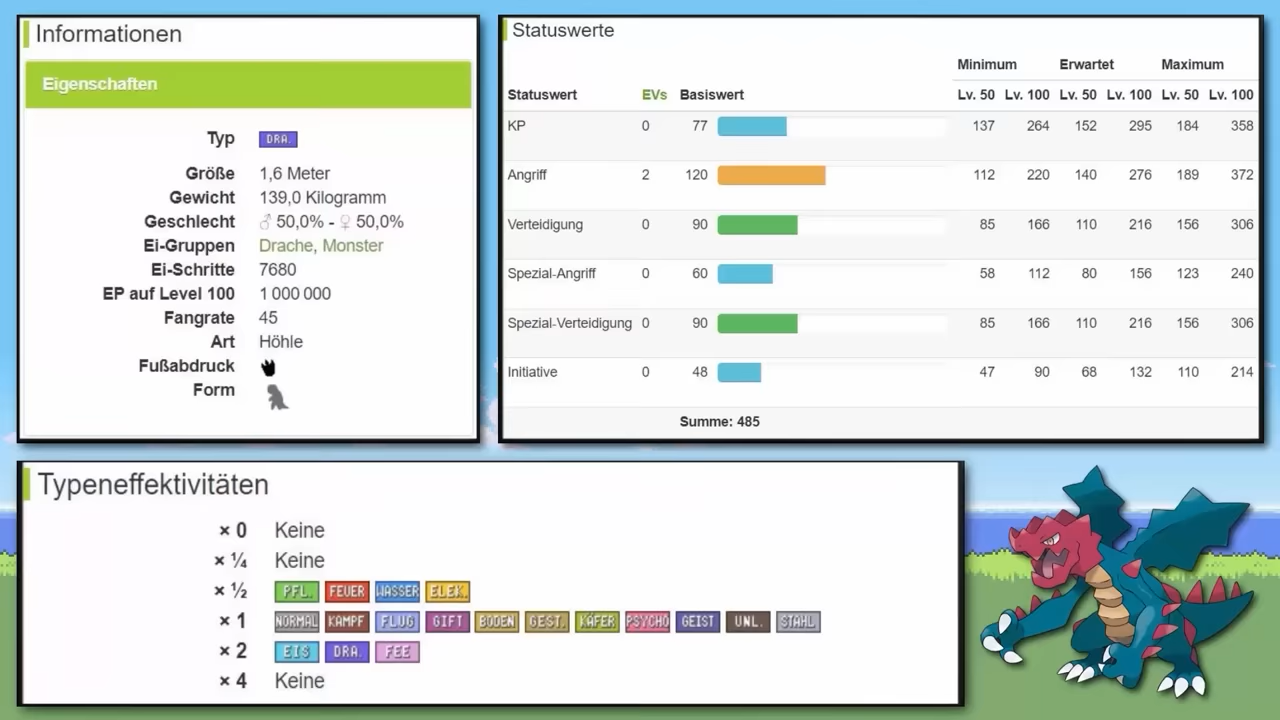 Informationen
Eigenschaften
Typ DRA.
Größe 1,6 Meter
Gewicht 139,0 Kilogramm
Geschlecht ♂ 50,0% - ♀ 50,0%
Ei-Gruppen Drache, Monster
Ei-Schritte 7680
EP auf Level 100 1 000 000
Fangrate 45
Art Höhle
Fußabdruck
Form
Statuswerte
Minimum Erwartet Maximum
Statuswert EVs Basiswert Lv. 50 Lv. 100 Lv. 50 Lv. 100 Lv. 50 Lv. 100
KP 0 77 137 264 152 295 184 358
Angriff 2 120 112 220 140 276 189 372
Verteidigung 0 90 85 166 110 216 156 306
Spezial-Angriff 0 60 58 112 80 156 123 240
Spezial-Verteidigung 0 90 85 166 110 216 156 306
Initiative 0 48 47 90 68 132 110 214
Summe: 485
Typeneffektivitäten
× 0 Keine
× ¼ Keine
× ½ PFL. FEUER WASSER ELEK.
× 1 NORMAL KAMPF FLUG GIFT BODEN GEST. KÄFER PSYCHO GEIST UNL. STAHL
× 2 EIS DRA. FEE
× 4 Keine